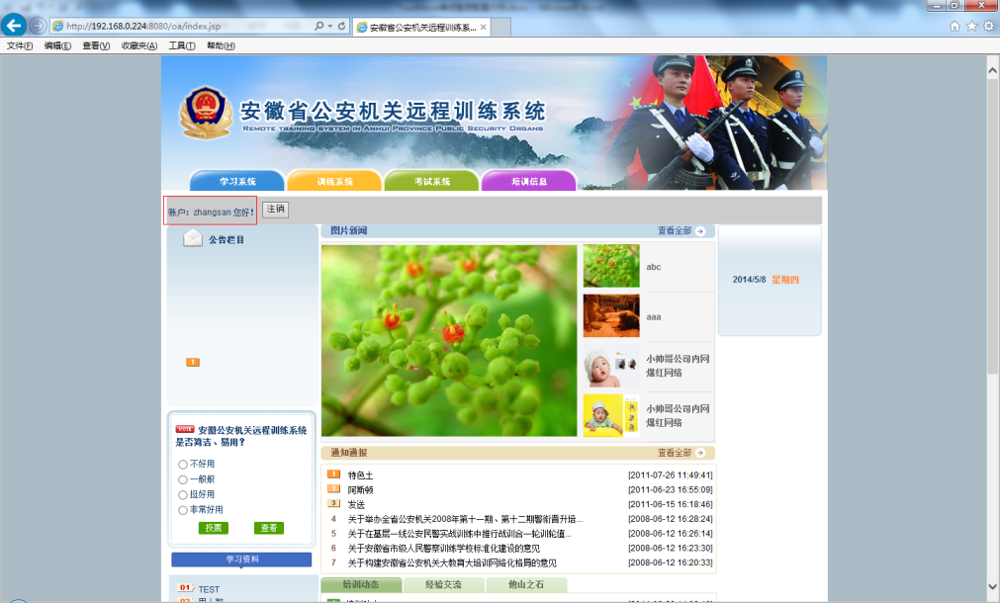 http://192.168.0.224:8080/oa/index.jsp
安徽省公安机关远程训练系...
文件(F) 编辑(E) 查看(V) 收藏夹(A) 工具(T) 帮助(H)
安徽省公安机关远程训练系统
REMOTE TRAINING SYSTEM IN ANHUI PROVINCE PUBLIC SECURITY ORGANS
学习系统 训练系统 考试系统 培训信息
账户：zhangsan 您好！ 注销
公告栏目
1
图片新闻 查看全部
abc
aaa
小帅哥公司内网
爆红网络
小帅哥公司内网
爆红网络
2014/5/8 星期四
VOTE 安徽公安机关远程训练系统
是否简洁、易用？
不好用
一般般
挺好用
非常好用
投票 查看
学习资料
01 TEST
通知通报 查看全部
1 特色土 [2011-07-26 11:49:41]
2 阿斯顿 [2011-06-23 16:55:09]
3 发送 [2011-06-15 16:18:46]
4 关于举办全省公安机关2008年第十一期、第十二期警衔晋升培... [2008-06-12 16:28:24]
5 关于在基层一线公安民警实战训练中推行战训合一轮训轮值... [2008-06-12 16:26:14]
6 关于安徽省市级人民警察训练学校标准化建设的意见 [2008-06-12 16:23:30]
7 关于构建安徽省公安机关大教育大培训网络化格局的意见 [2008-06-12 16:20:33]
培训动态 经验交流 他山之石